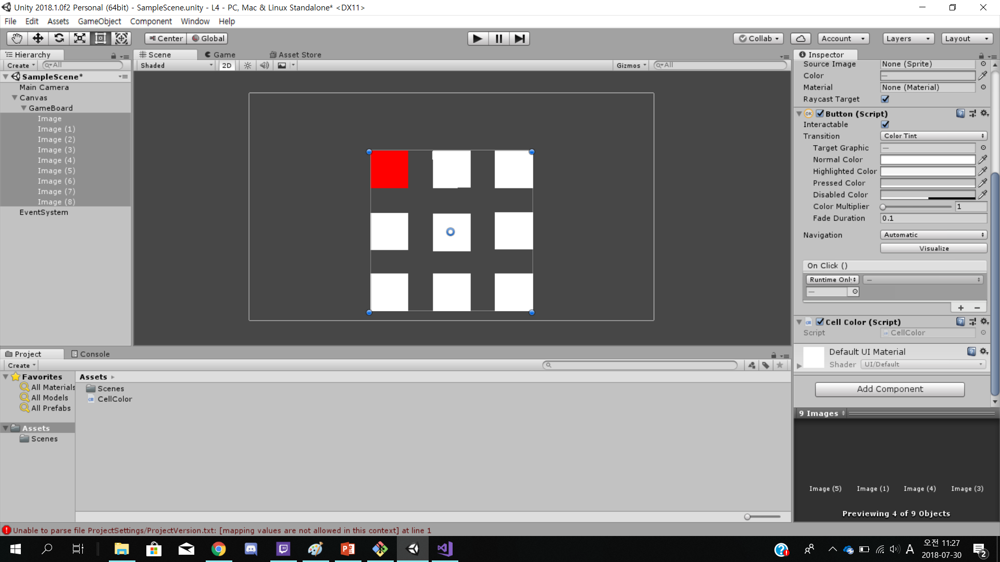 Unity 2018.1.0f2 Personal (64bit) - SampleScene.unity - L4 - PC, Mac & Linux Standalone* <DX11>
File Edit Assets GameObject Component Window Help
Center Global Collab Account Layers Layout
Hierarchy
Create All
SampleScene*
Main Camera
Canvas
GameBoard
Image
Image (1)
Image (2)
Image (3)
Image (4)
Image (5)
Image (6)
Image (7)
Image (8)
EventSystem
Scene Game Asset Store
Shaded 2D Gizmos All
Inspector
Source Image None (Sprite)
Color —
Material None (Material)
Raycast Target
OK Button (Script)
Interactable
Transition Color Tint
Target Graphic —
Normal Color
Highlighted Color
Pressed Color
Disabled Color
Color Multiplier 1
Fade Duration 0.1
Navigation Automatic
Visualize
On Click ()
Runtime Onl —
—
+ −
C# Cell Color (Script)
Script CellColor
Default UI Material
Shader UI/Default
Add Component
9 Images
Image (5) Image (1) Image (4) Image (3)
Previewing 4 of 9 Objects
Project Console
Create
Favorites
All Materials
All Models
All Prefabs
Assets
Scenes
Assets
Scenes
C# CellColor
Unable to parse file ProjectSettings/ProjectVersion.txt: [mapping values are not allowed in this context] at line 1
A 오전 11:27
2018-07-30
2